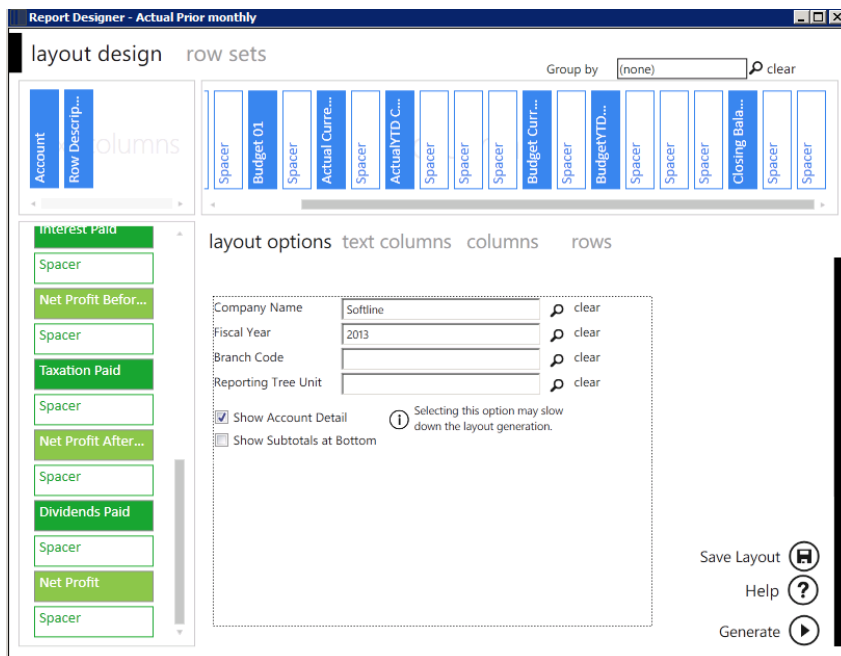 Report Designer - Actual Prior monthly
layout design row sets
Group by (none) clear
Account
Row Descrip...
columns
Spacer
Budget 01
Spacer
Actual Curre...
Spacer
ActualYTD C...
Spacer
Spacer
Spacer
Budget Curr...
Spacer
BudgetYTD...
Spacer
Spacer
Spacer
Closing Bala...
Spacer
Spacer
Interest Paid
Spacer
Net Profit Befor...
Spacer
Taxation Paid
Spacer
Net Profit After...
Spacer
Dividends Paid
Spacer
Net Profit
Spacer
layout options text columns columns rows
Company Name Softline clear
Fiscal Year 2013 clear
Branch Code clear
Reporting Tree Unit clear
Show Account Detail
Selecting this option may slow
down the layout generation.
Show Subtotals at Bottom
Save Layout
Help ?
Generate